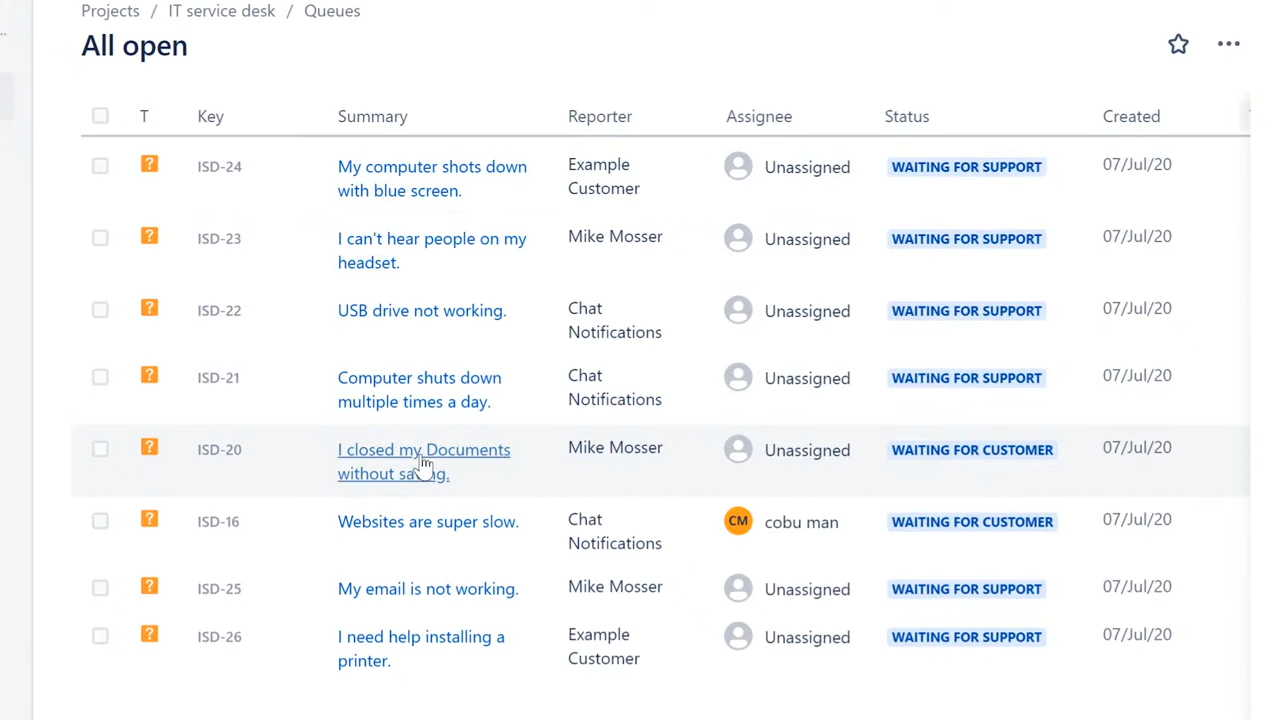 Projects / IT service desk / Queues
All open
T Key Summary Reporter Assignee Status Created
? ISD-24 My computer shots down Example Unassigned WAITING FOR SUPPORT 07/Jul/20
with blue screen. Customer
? ISD-23 I can't hear people on my Mike Mosser Unassigned WAITING FOR SUPPORT 07/Jul/20
headset.
? ISD-22 USB drive not working. Chat Unassigned WAITING FOR SUPPORT 07/Jul/20
Notifications
? ISD-21 Computer shuts down Chat Unassigned WAITING FOR SUPPORT 07/Jul/20
multiple times a day. Notifications
? ISD-20 I closed my Documents Mike Mosser Unassigned WAITING FOR CUSTOMER 07/Jul/20
without saving.
? ISD-16 Websites are super slow. Chat CM cobu man WAITING FOR CUSTOMER 07/Jul/20
Notifications
? ISD-25 My email is not working. Mike Mosser Unassigned WAITING FOR SUPPORT 07/Jul/20
? ISD-26 I need help installing a Example Unassigned WAITING FOR SUPPORT 07/Jul/20
printer. Customer